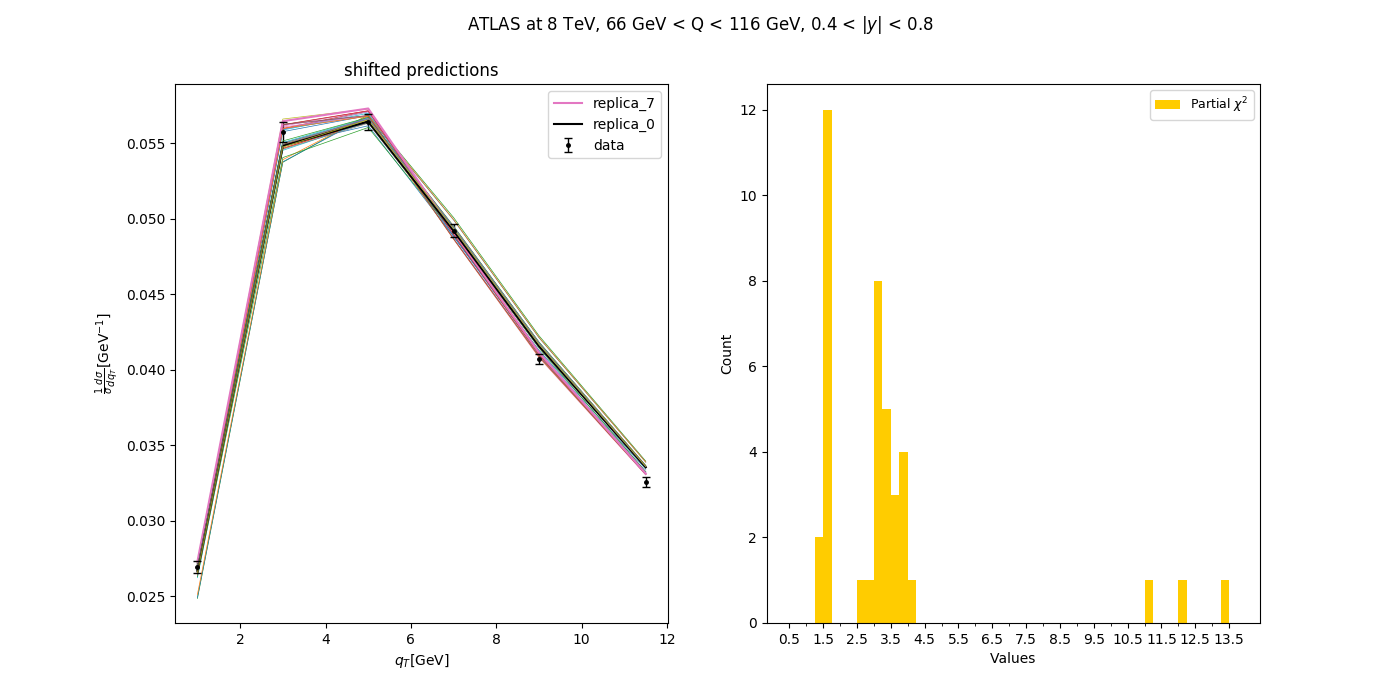 ATLAS at 8 TeV, 66 GeV < Q < 116 GeV, 0.4 < |y| < 0.8
shifted predictions
replica_7
replica_0
data
0.055
0.050
0.045
0.040
0.035
0.030
0.025
1/σ dσ/dq_T [GeV⁻¹]
2 4 6 8 10 12
q_T [GeV]
Partial χ²
12
10
8
6
4
2
0
Count
0.5 1.5 2.5 3.5 4.5 5.5 6.5 7.5 8.5 9.5 10.5 11.5 12.5 13.5
Values